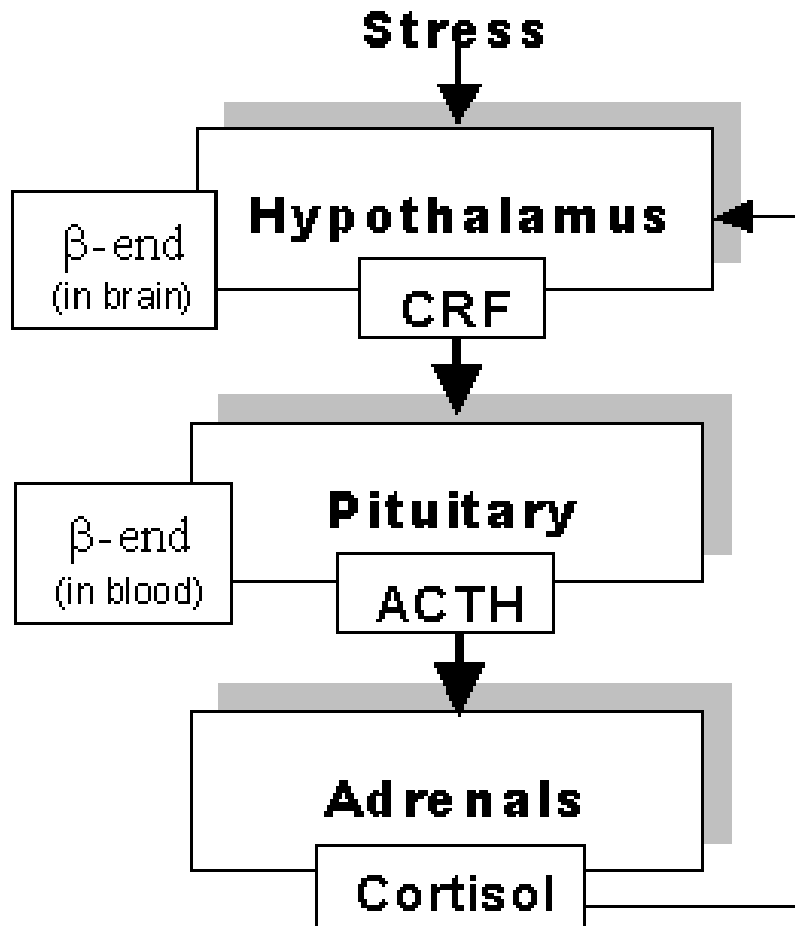 Stress
Hypothalamus
β-end
(in brain)
CRF
Pituitary
β-end
(in blood)
ACTH
Adrenals
Cortisol